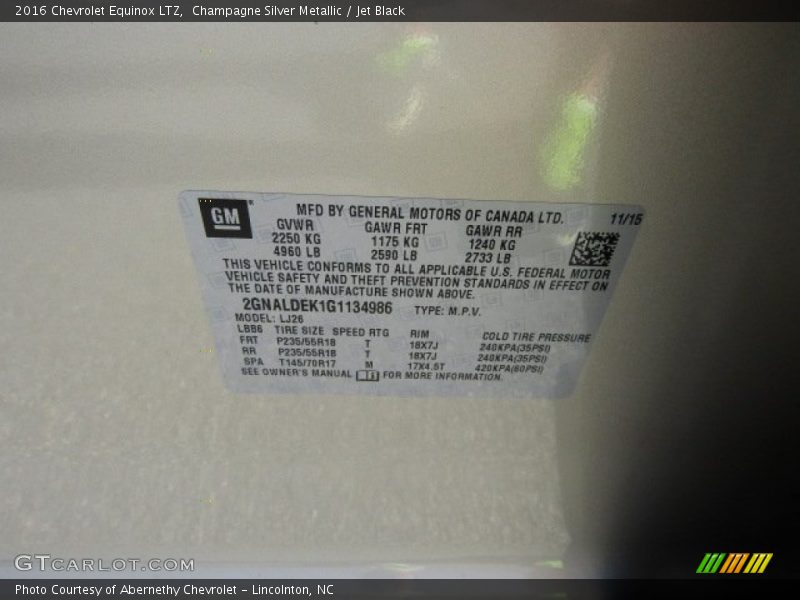 2016 Chevrolet Equinox LTZ, Champagne Silver Metallic / Jet Black
GM
MFD BY GENERAL MOTORS OF CANADA LTD. 11/15
GVWR GAWR FRT GAWR RR
2250 KG 1175 KG 1240 KG
4960 LB 2590 LB 2733 LB
THIS VEHICLE CONFORMS TO ALL APPLICABLE U.S. FEDERAL MOTOR
VEHICLE SAFETY AND THEFT PREVENTION STANDARDS IN EFFECT ON
THE DATE OF MANUFACTURE SHOWN ABOVE.
2GNALDEK1G1134986 TYPE: M.P.V.
MODEL: LJ26
LBB6 TIRE SIZE SPEED RTG RIM COLD TIRE PRESSURE
FRT P235/55R18 T 18X7J 240KPA(35PSI)
RR P235/55R18 T 18X7J 240KPA(35PSI)
SPA T145/70R17 M 17X4.5T 420KPA(60PSI)
SEE OWNER'S MANUAL FOR MORE INFORMATION.
GTCARLOT.COM
Photo Courtesy of Abernethy Chevrolet – Lincolnton, NC